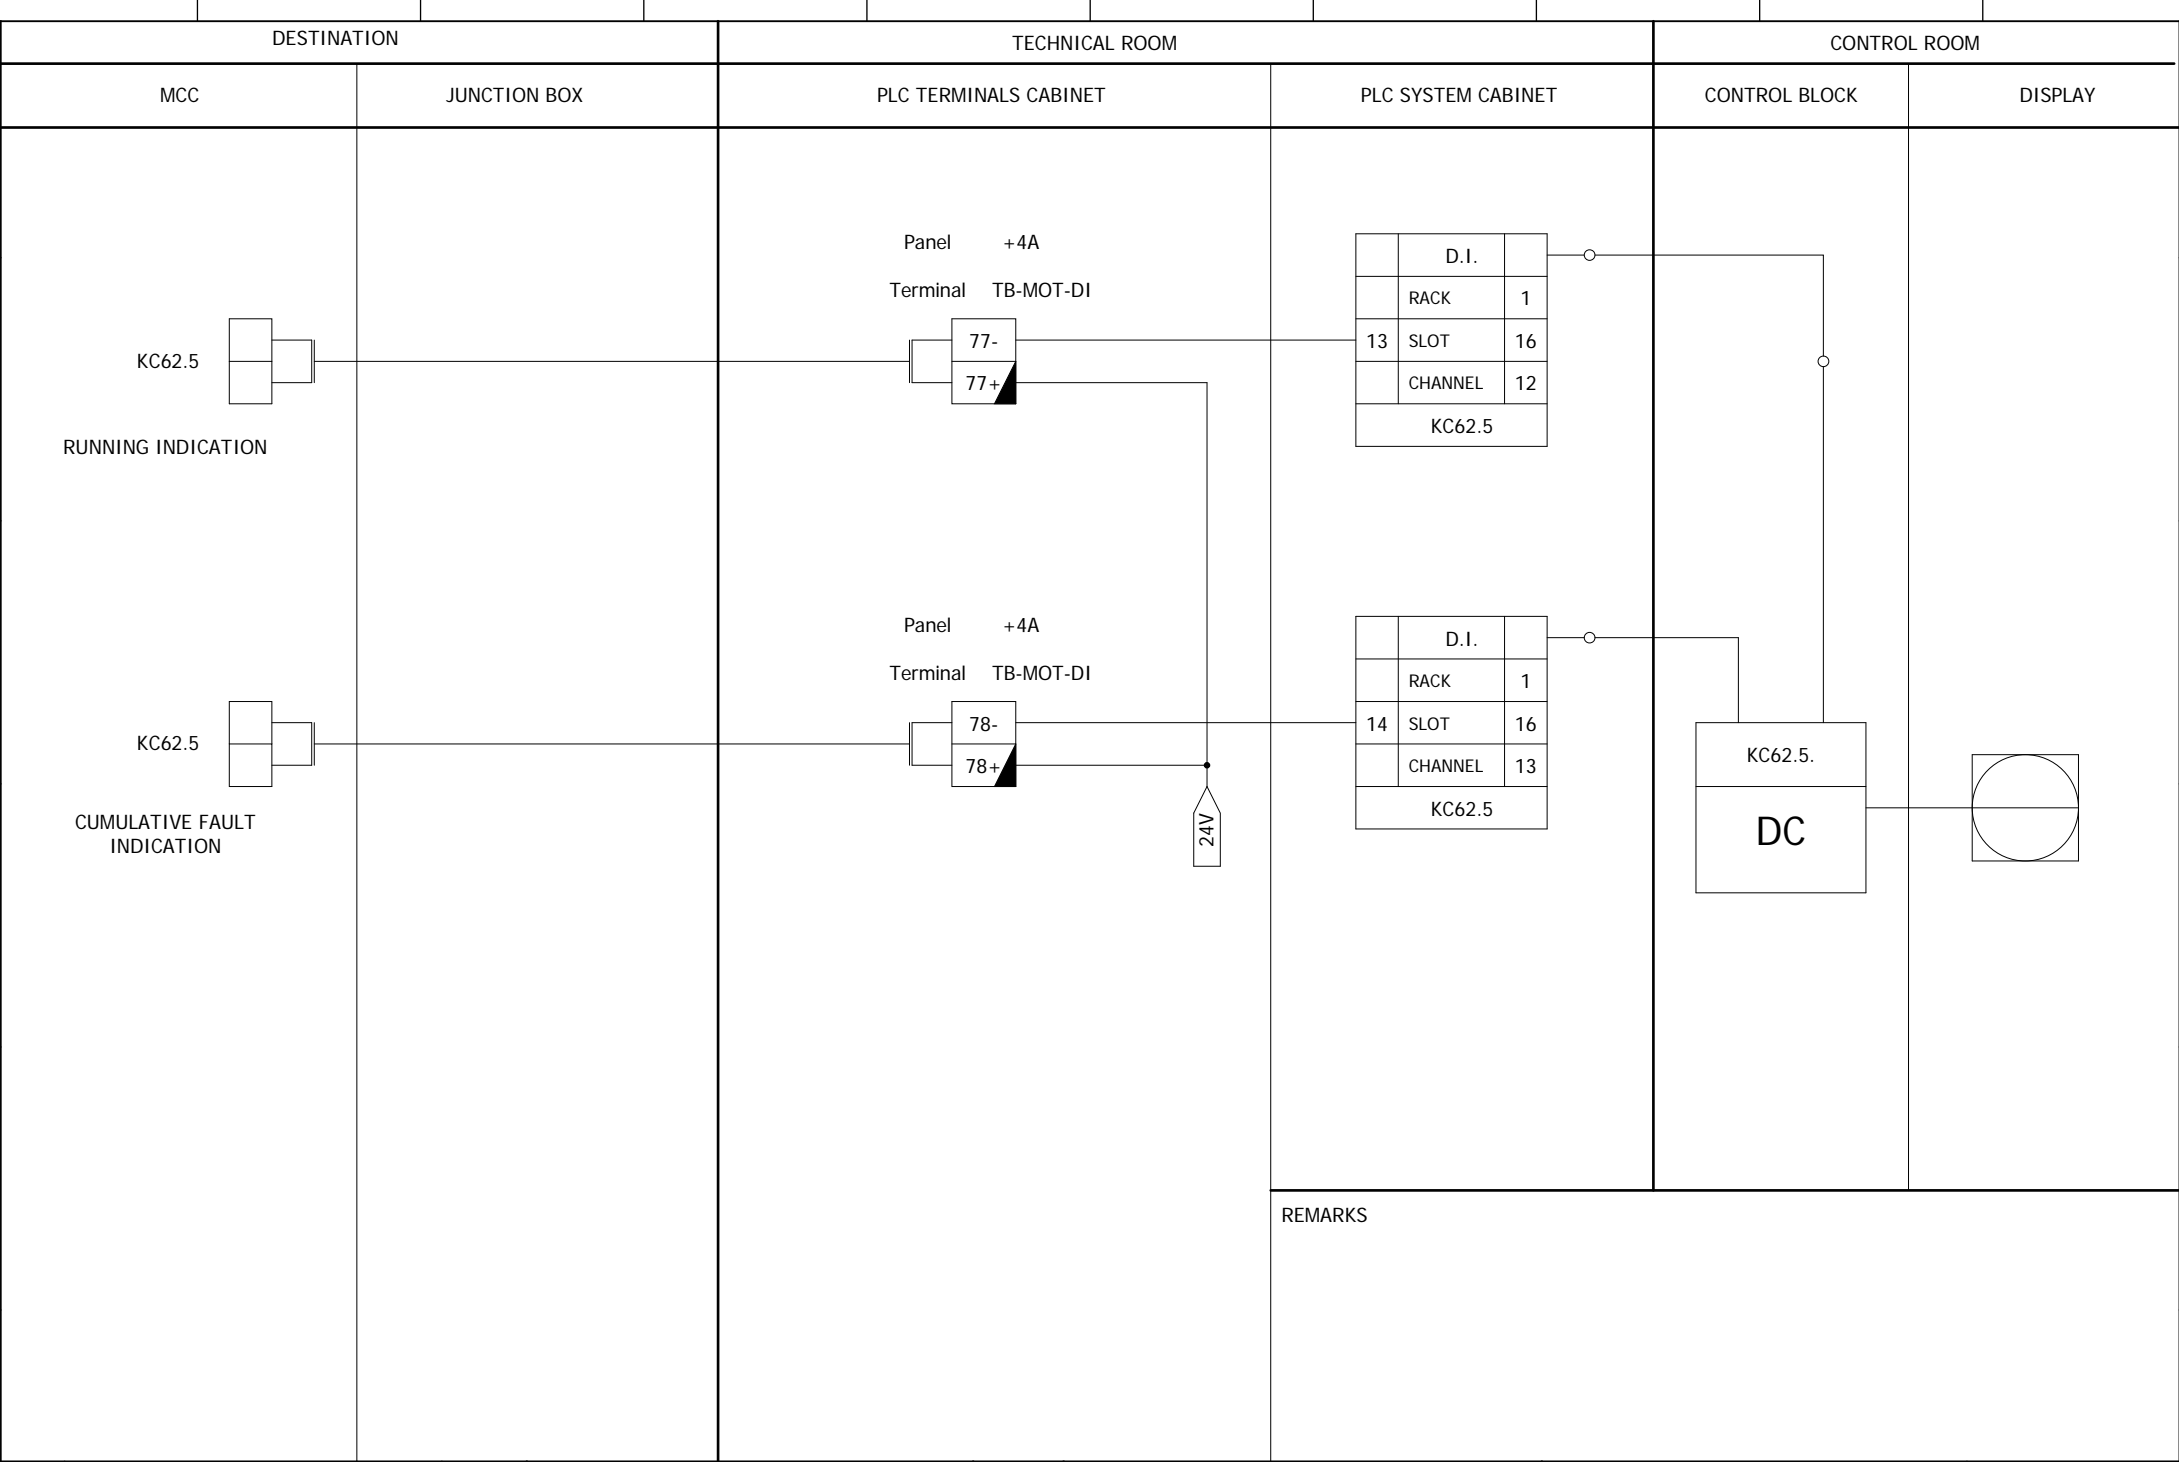 DESTINATION
TECHNICAL ROOM
CONTROL ROOM
MCC
JUNCTION BOX
PLC TERMINALS CABINET
PLC SYSTEM CABINET
CONTROL BLOCK
DISPLAY
KC62.5
RUNNING INDICATION
Panel +4A
Terminal TB-MOT-DI
77-
77+
D.I.
RACK 1
13 SLOT 16
CHANNEL 12
KC62.5
KC62.5
CUMULATIVE FAULT
INDICATION
Panel +4A
Terminal TB-MOT-DI
78-
78+
24V
D.I.
RACK 1
14 SLOT 16
CHANNEL 13
KC62.5
KC62.5.
DC
REMARKS